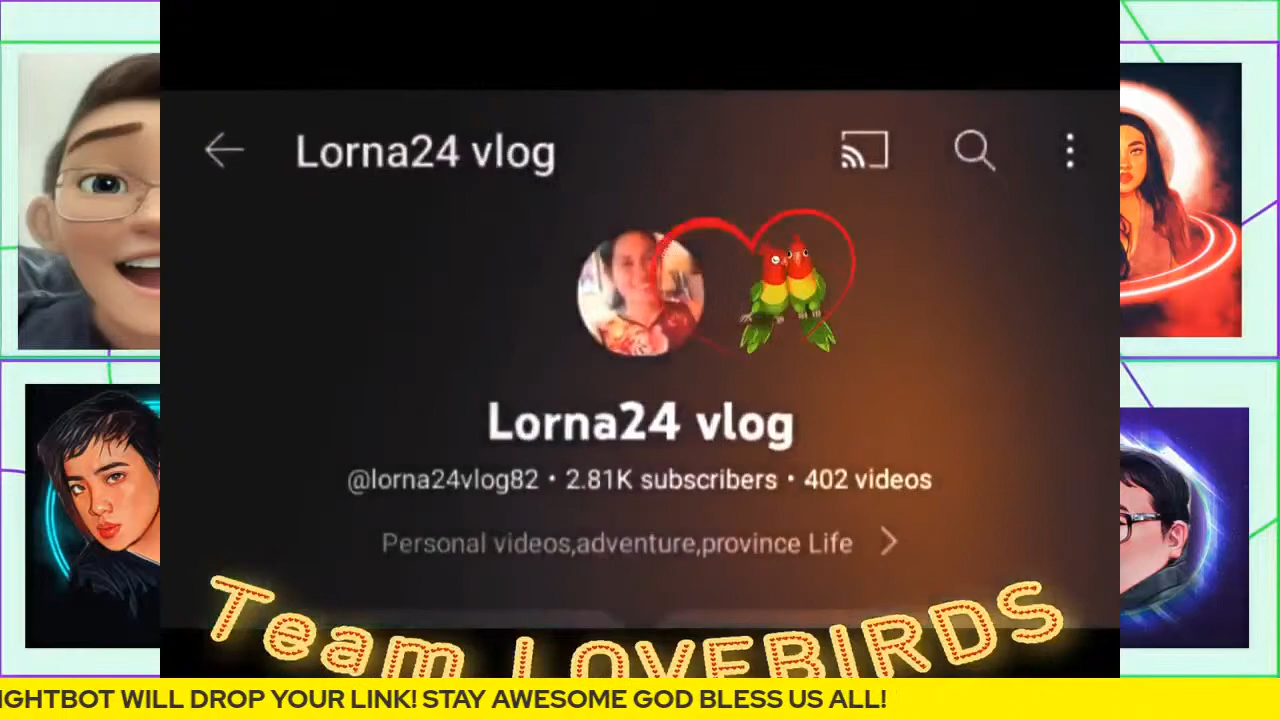 Lorna24 vlog
Lorna24 vlog
@lorna24vlog82 • 2.81K subscribers • 402 videos
Personal videos,adventure,province Life
Team LOVEBIRDS
IGHTBOT WILL DROP YOUR LINK! STAY AWESOME GOD BLESS US ALL!